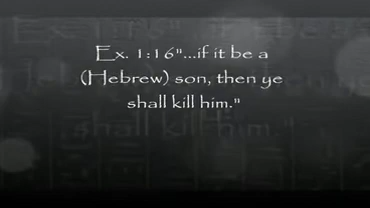 Ex. 1:16"...if it be a
(Hebrew) son, then ye
shall kill him."